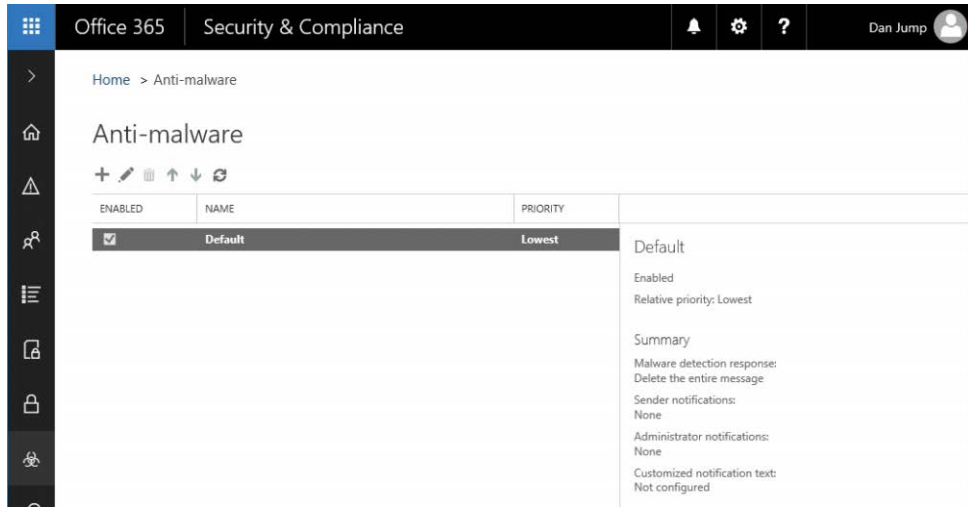 Office 365 Security & Compliance ? Dan Jump
Home > Anti-malware
Anti-malware
ENABLED NAME PRIORITY
Default Lowest
Default
Enabled
Relative priority: Lowest
Summary
Malware detection response:
Delete the entire message
Sender notifications:
None
Administrator notifications:
None
Customized notification text:
Not configured